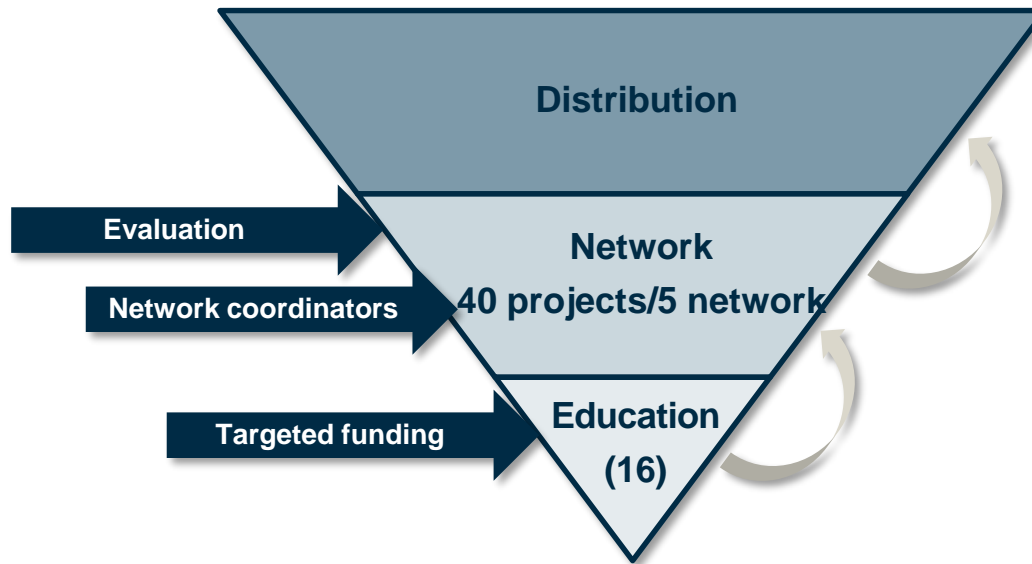 Distribution
Evaluation
Network
Network coordinators
40 projects/5 network
Education
Targeted funding
(16)